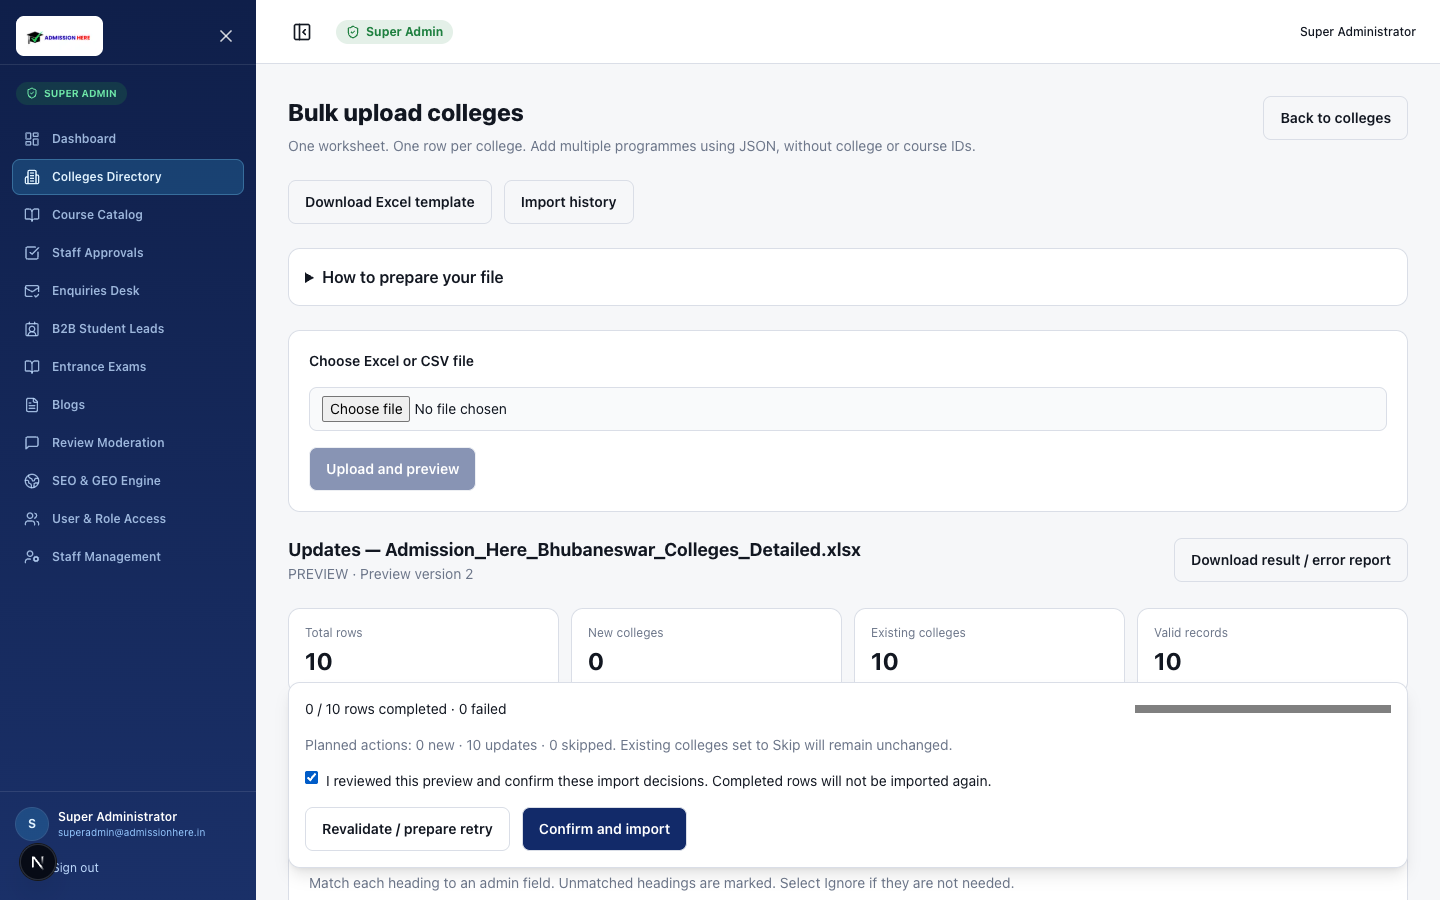 ADMISSION HERE
SUPER ADMIN
Dashboard
Colleges Directory
Course Catalog
Staff Approvals
Enquiries Desk
B2B Student Leads
Entrance Exams
Blogs
Review Moderation
SEO & GEO Engine
User & Role Access
Staff Management
S
Super Administrator
superadmin@admissionhere.in
N
Sign out
Super Admin
Super Administrator
Bulk upload colleges
One worksheet. One row per college. Add multiple programmes using JSON, without college or course IDs.
Back to colleges
Download Excel template
Import history
How to prepare your file
Choose Excel or CSV file
Choose file No file chosen
Upload and preview
Updates — Admission_Here_Bhubaneswar_Colleges_Detailed.xlsx
PREVIEW · Preview version 2
Download result / error report
Total rows
10
New colleges
0
Existing colleges
10
Valid records
10
0 / 10 rows completed · 0 failed
Planned actions: 0 new · 10 updates · 0 skipped. Existing colleges set to Skip will remain unchanged.
I reviewed this preview and confirm these import decisions. Completed rows will not be imported again.
Revalidate / prepare retry
Confirm and import
Match each heading to an admin field. Unmatched headings are marked. Select Ignore if they are not needed.